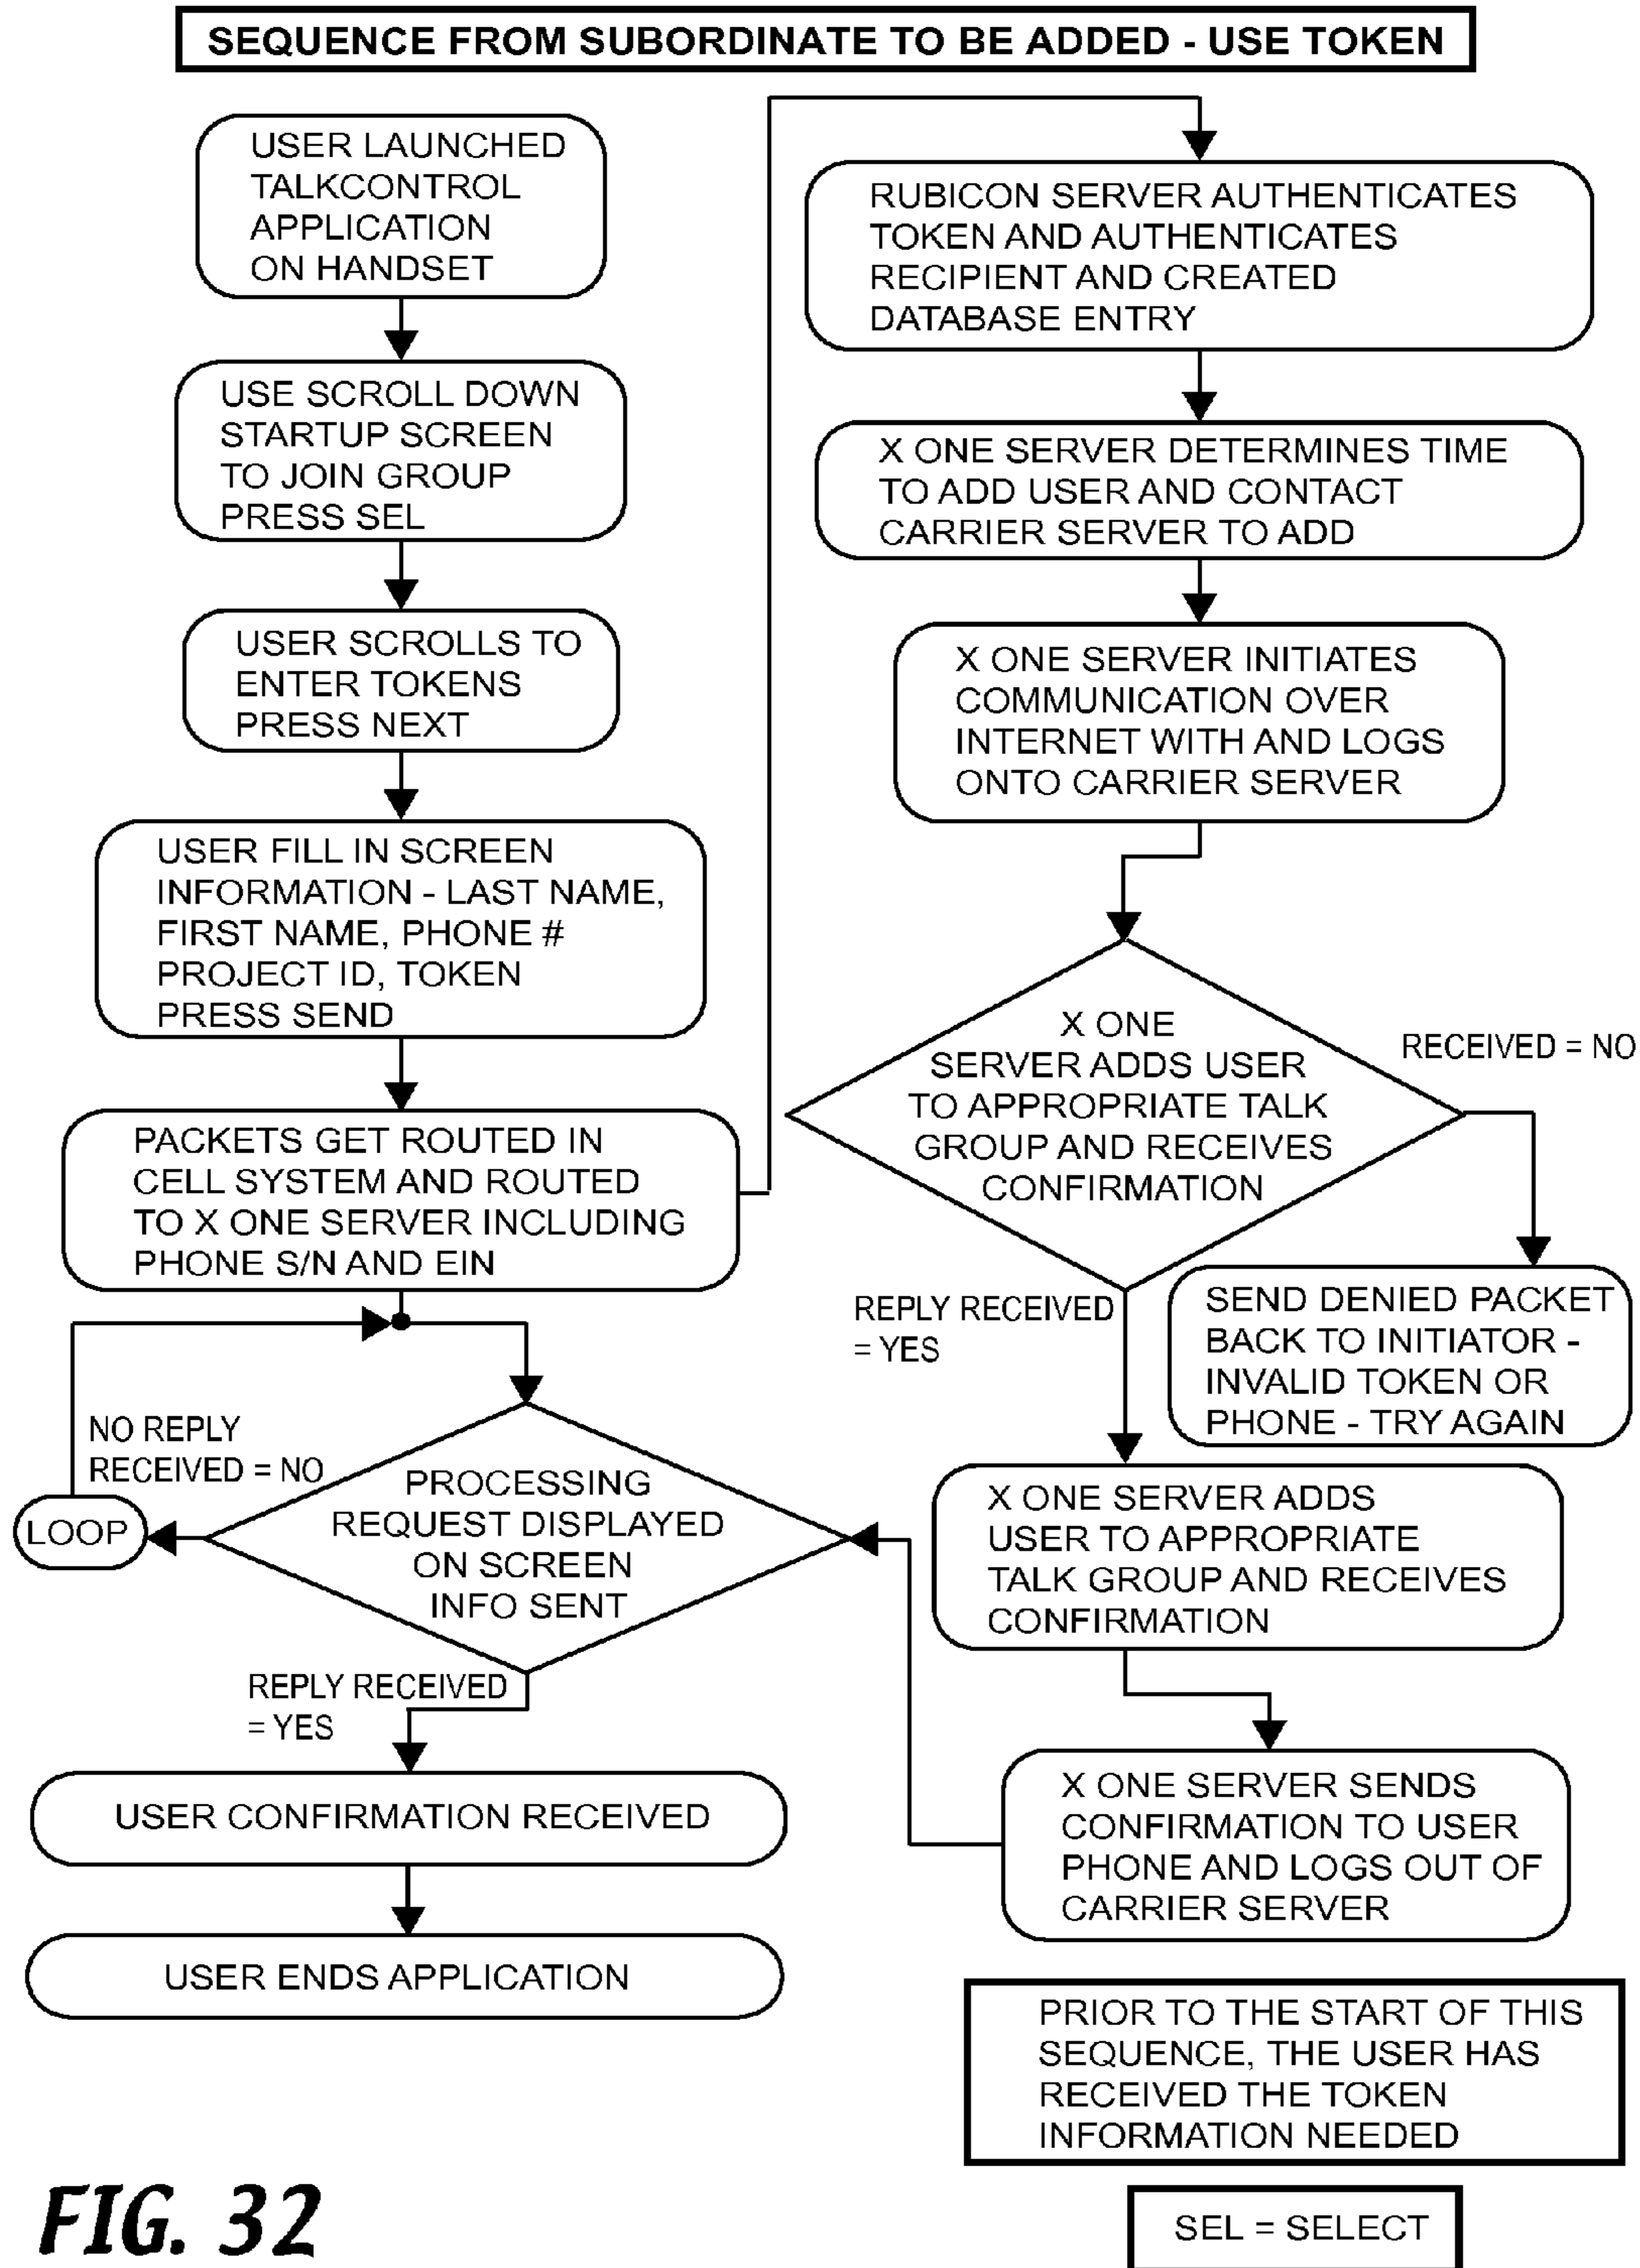 SEQUENCE FROM SUBORDINATE TO BE ADDED - USE TOKEN
USER LAUNCHED
TALKCONTROL
APPLICATION
ON HANDSET
USE SCROLL DOWN
STARTUP SCREEN
TO JOIN GROUP
PRESS SEL
USER SCROLLS TO
ENTER TOKENS
PRESS NEXT
USER FILL IN SCREEN
INFORMATION - LAST NAME,
FIRST NAME, PHONE #
PROJECT ID, TOKEN
PRESS SEND
PACKETS GET ROUTED IN
CELL SYSTEM AND ROUTED
TO X ONE SERVER INCLUDING
PHONE S/N AND EIN
NO REPLY
RECEIVED = NO
LOOP
PROCESSING
REQUEST DISPLAYED
ON SCREEN
INFO SENT
REPLY RECEIVED
= YES
USER CONFIRMATION RECEIVED
USER ENDS APPLICATION
RUBICON SERVER AUTHENTICATES
TOKEN AND AUTHENTICATES
RECIPIENT AND CREATED
DATABASE ENTRY
X ONE SERVER DETERMINES TIME
TO ADD USER AND CONTACT
CARRIER SERVER TO ADD
X ONE SERVER INITIATES
COMMUNICATION OVER
INTERNET WITH AND LOGS
ONTO CARRIER SERVER
X ONE
SERVER ADDS USER
TO APPROPRIATE TALK
GROUP AND RECEIVES
CONFIRMATION
RECEIVED = NO
SEND DENIED PACKET
BACK TO INITIATOR -
INVALID TOKEN OR
PHONE - TRY AGAIN
REPLY RECEIVED
= YES
X ONE SERVER ADDS
USER TO APPROPRIATE
TALK GROUP AND RECEIVES
CONFIRMATION
X ONE SERVER SENDS
CONFIRMATION TO USER
PHONE AND LOGS OUT OF
CARRIER SERVER
PRIOR TO THE START OF THIS
SEQUENCE, THE USER HAS
RECEIVED THE TOKEN
INFORMATION NEEDED
SEL = SELECT
FIG. 32